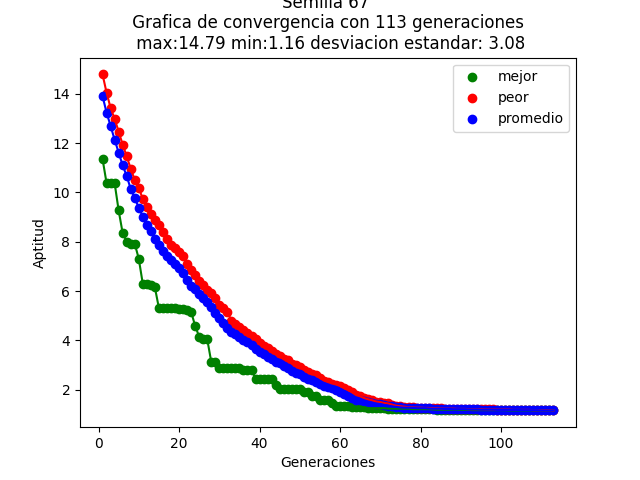 Semilla 67
Grafica de convergencia con 113 generaciones
max:14.79 min:1.16 desviacion estandar: 3.08
mejor
peor
promedio
Aptitud
14
12
10
8
6
4
2
0 20 40 60 80 100
Generaciones